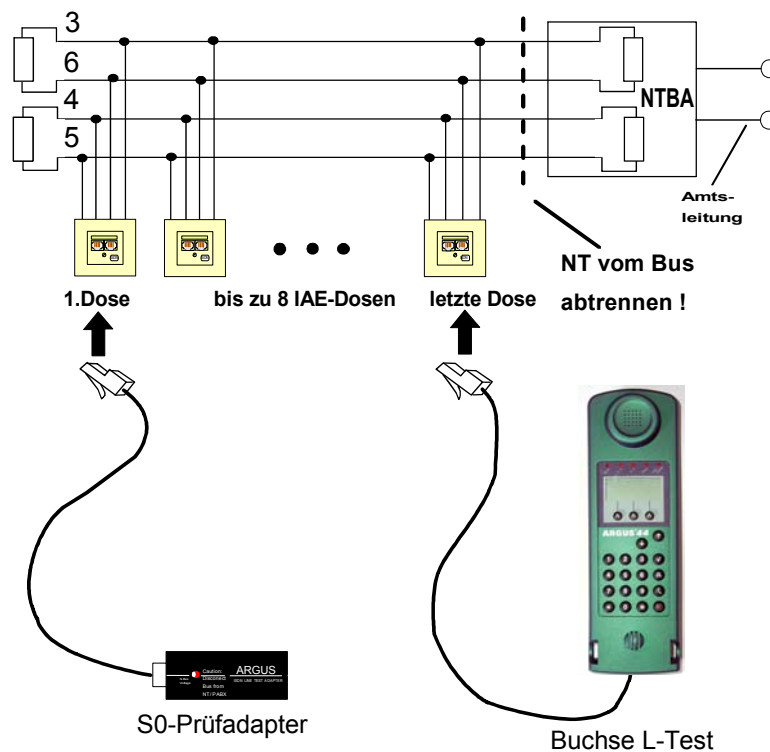 3
6
4
5
NTBA
Amts-
leitung
NT vom Bus
abtrennen !
1.Dose
bis zu 8 IAE-Dosen
letzte Dose
ARGUS 44
Caution:
Disconnect
Bus from
NT/PABX
ARGUS
ISDN LINE TEST ADAPTER
S0-Prüfadapter
Buchse L-Test